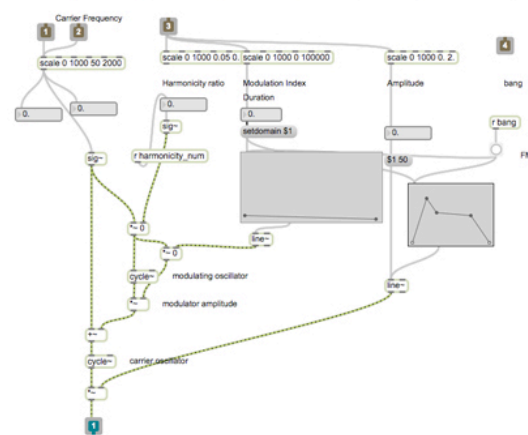 Carrier Frequency
1
2
3
4
scale 0 1000 50 2000
scale 0 1000 0.05 0.
scale 0 1000 0 100000
scale 0 1000 0. 2.
Harmonicity ratio
Modulation Index
Amplitude
bang
Duration
0.
0.
0.
0.
0.
sig~
setdomain $1
r bang
r harmonicity_num
$1 50
FM
sig~
*~ 0
line~
*~ 0
cycle~
modulating oscillator
line~
*~
modulator amplitude
+~
cycle~
carrier oscillator
*~
1